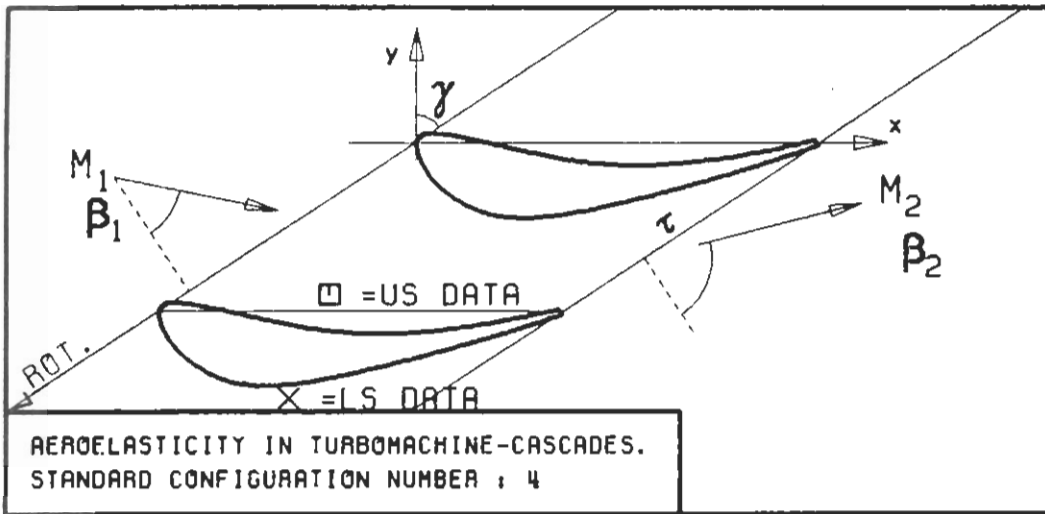 y
γ
x
M₁
β₁
M₂
β₂
τ
⊡ =US DATA
ROT.
X =LS DATA
AEROELASTICITY IN TURBOMACHINE-CASCADES.
STANDARD CONFIGURATION NUMBER : 4